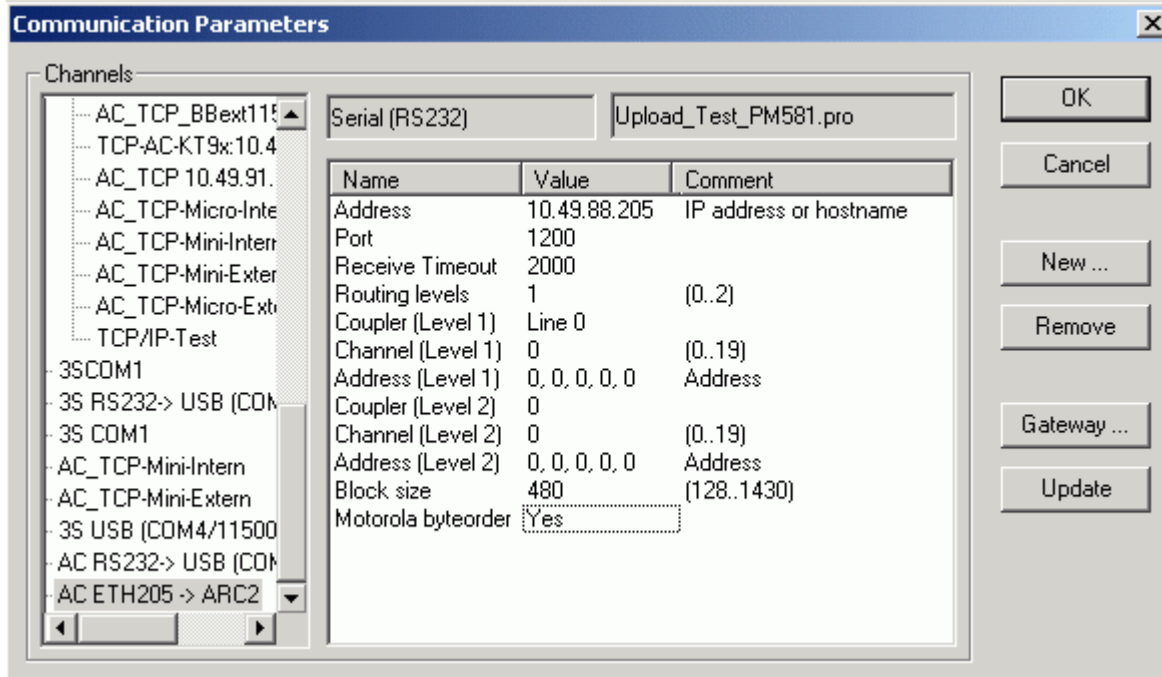 Communication Parameters
Channels
AC_TCP_BBext115
TCP-AC-KT9x:10.4
AC_TCP 10.49.91.
AC_TCP-Micro-Inte
AC_TCP-Mini-Intern
AC_TCP-Mini-Exter
AC_TCP-Micro-Exte
TCP/IP-Test
3SCOM1
3S RS232-> USB (COM
3S COM1
AC_TCP-Mini-Intern
AC_TCP-Mini-Extern
3S USB (COM4/11500
AC RS232-> USB (COM
AC ETH205 -> ARC2
Serial (RS232) Upload_Test_PM581.pro
Name Value Comment
Address 10.49.88.205 IP address or hostname
Port 1200
Receive Timeout 2000
Routing levels 1 (0..2)
Coupler (Level 1) Line 0
Channel (Level 1) 0 (0..19)
Address (Level 1) 0, 0, 0, 0, 0 Address
Coupler (Level 2) 0
Channel (Level 2) 0 (0..19)
Address (Level 2) 0, 0, 0, 0, 0 Address
Block size 480 (128..1430)
Motorola byteorder Yes
OK
Cancel
New ...
Remove
Gateway ...
Update